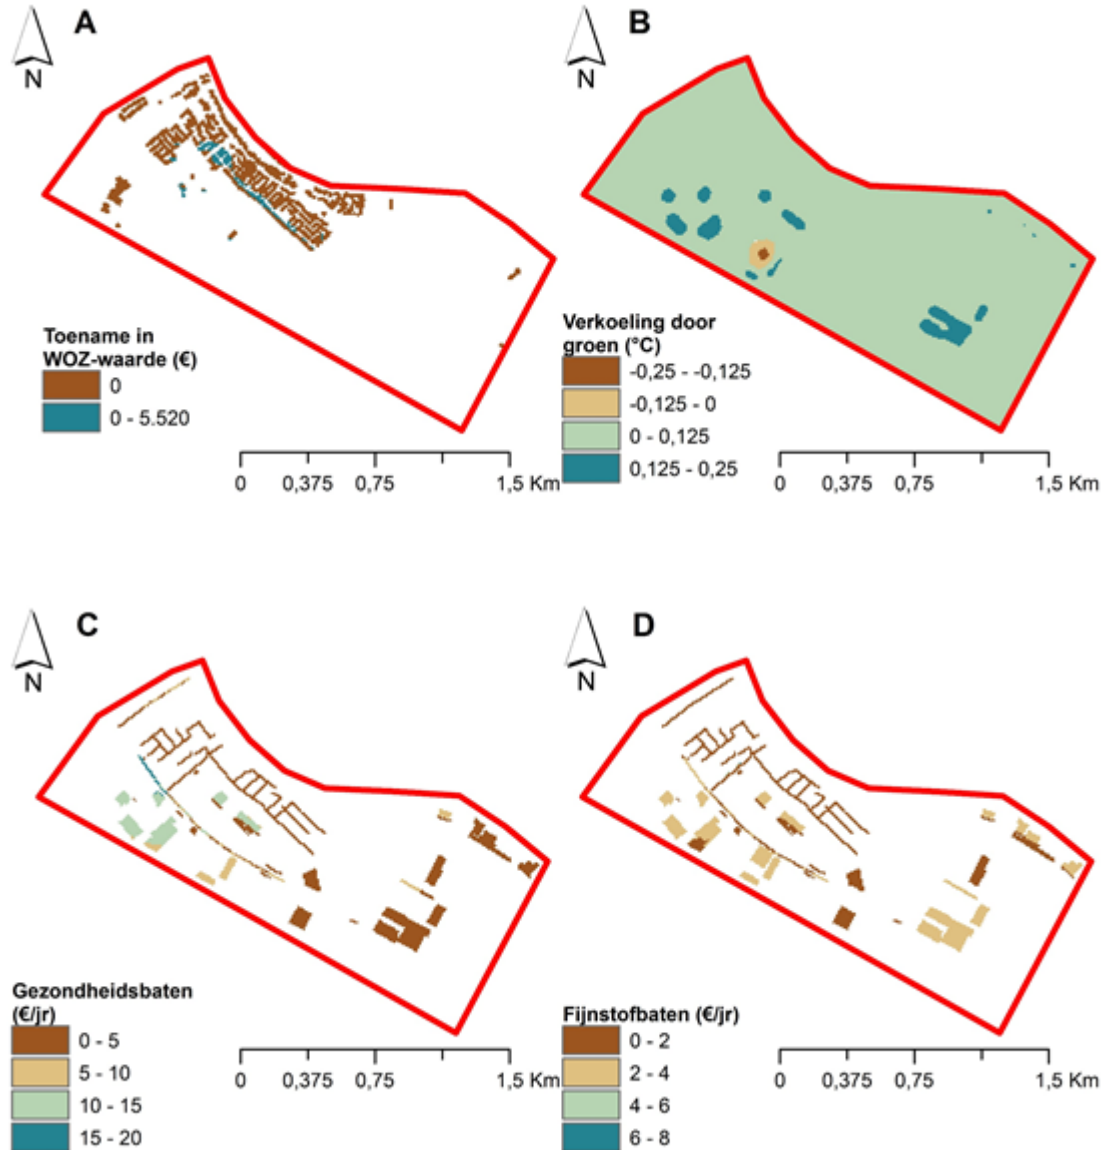 A
N
Toename in
WOZ-waarde (€)
0
0 - 5.520
0 0,375 0,75 1,5 Km
B
N
Verkoeling door
groen (°C)
-0,25 - -0,125
-0,125 - 0
0 - 0,125
0,125 - 0,25
0 0,375 0,75 1,5 Km
C
N
Gezondheidsbaten
(€/jr)
0 - 5
5 - 10
10 - 15
15 - 20
0 0,375 0,75 1,5 Km
D
N
Fijnstofbaten (€/jr)
0 - 2
2 - 4
4 - 6
6 - 8
0 0,375 0,75 1,5 Km